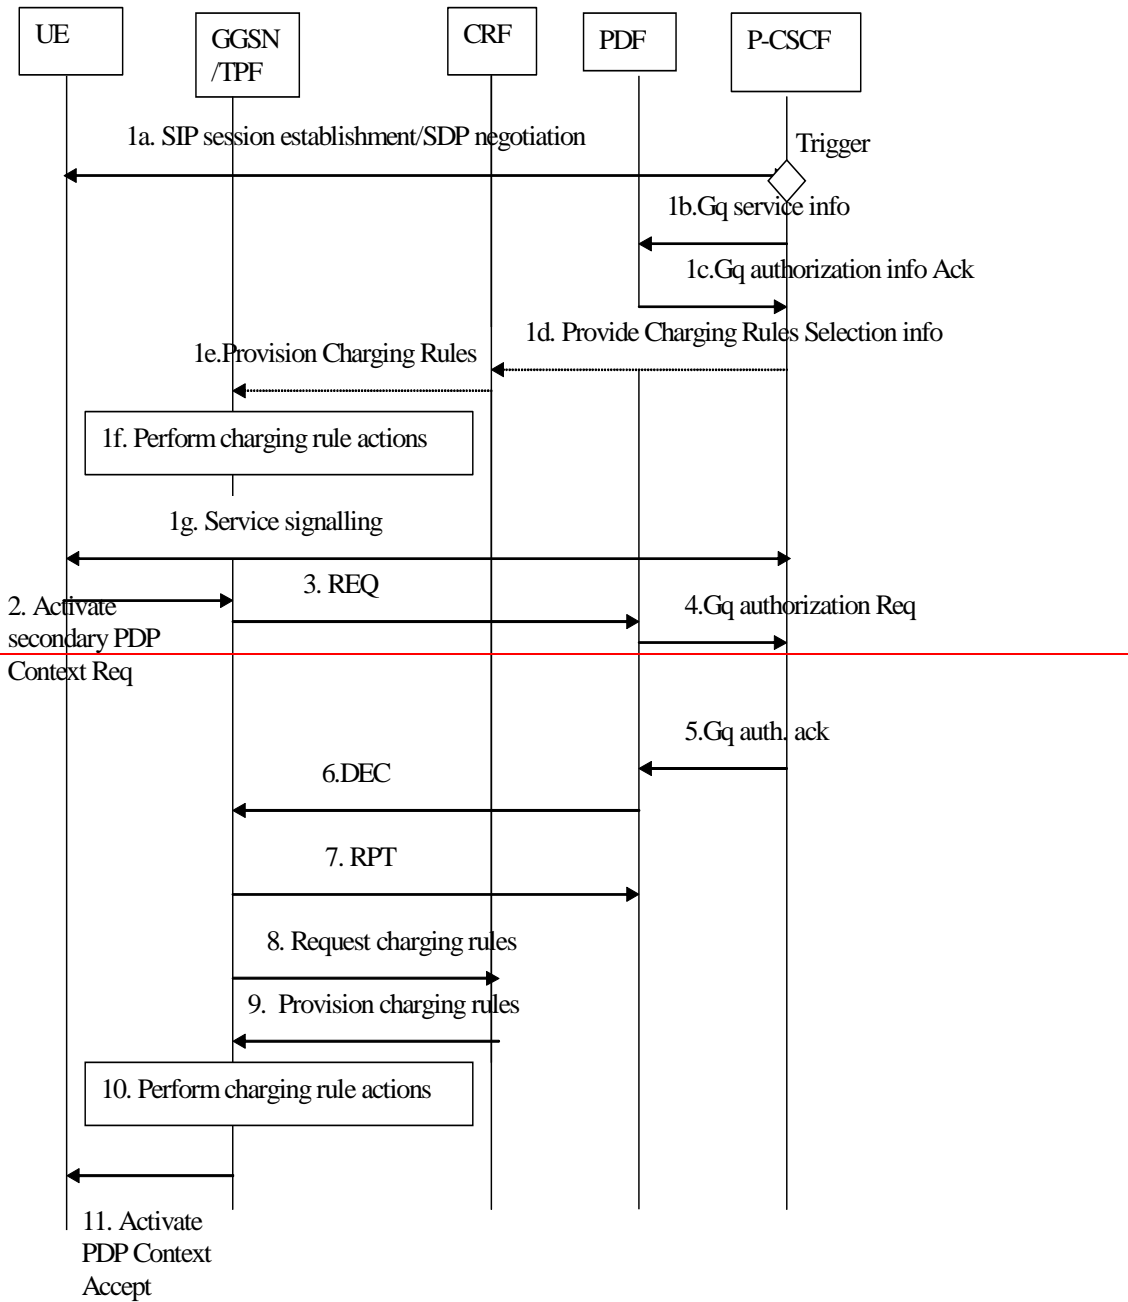 UE
GGSN
/TPF
CRF
PDF
P-CSCF
1a. SIP session establishment/SDP negotiation
Trigger
1b.Gq service info
1c.Gq authorization info Ack
1d. Provide Charging Rules Selection info
1e.Provision Charging Rules
1f. Perform charging rule actions
1g. Service signalling
3. REQ
2. Activate
secondary PDP
Context Req
4.Gq authorization Req
5.Gq auth. ack
6.DEC
7. RPT
8. Request charging rules
9. Provision charging rules
10. Perform charging rule actions
11. Activate
PDP Context
Accept